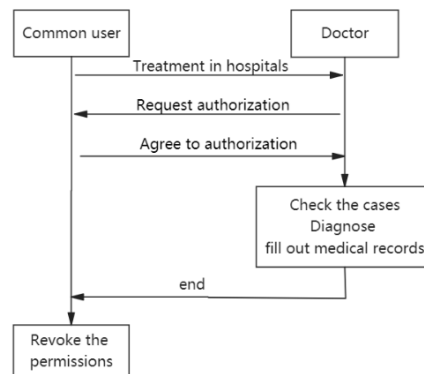 Common user
Doctor
Treatment in hospitals
Request authorization
Agree to authorization
Check the cases
Diagnose
fill out medical records
end
Revoke the
permissions